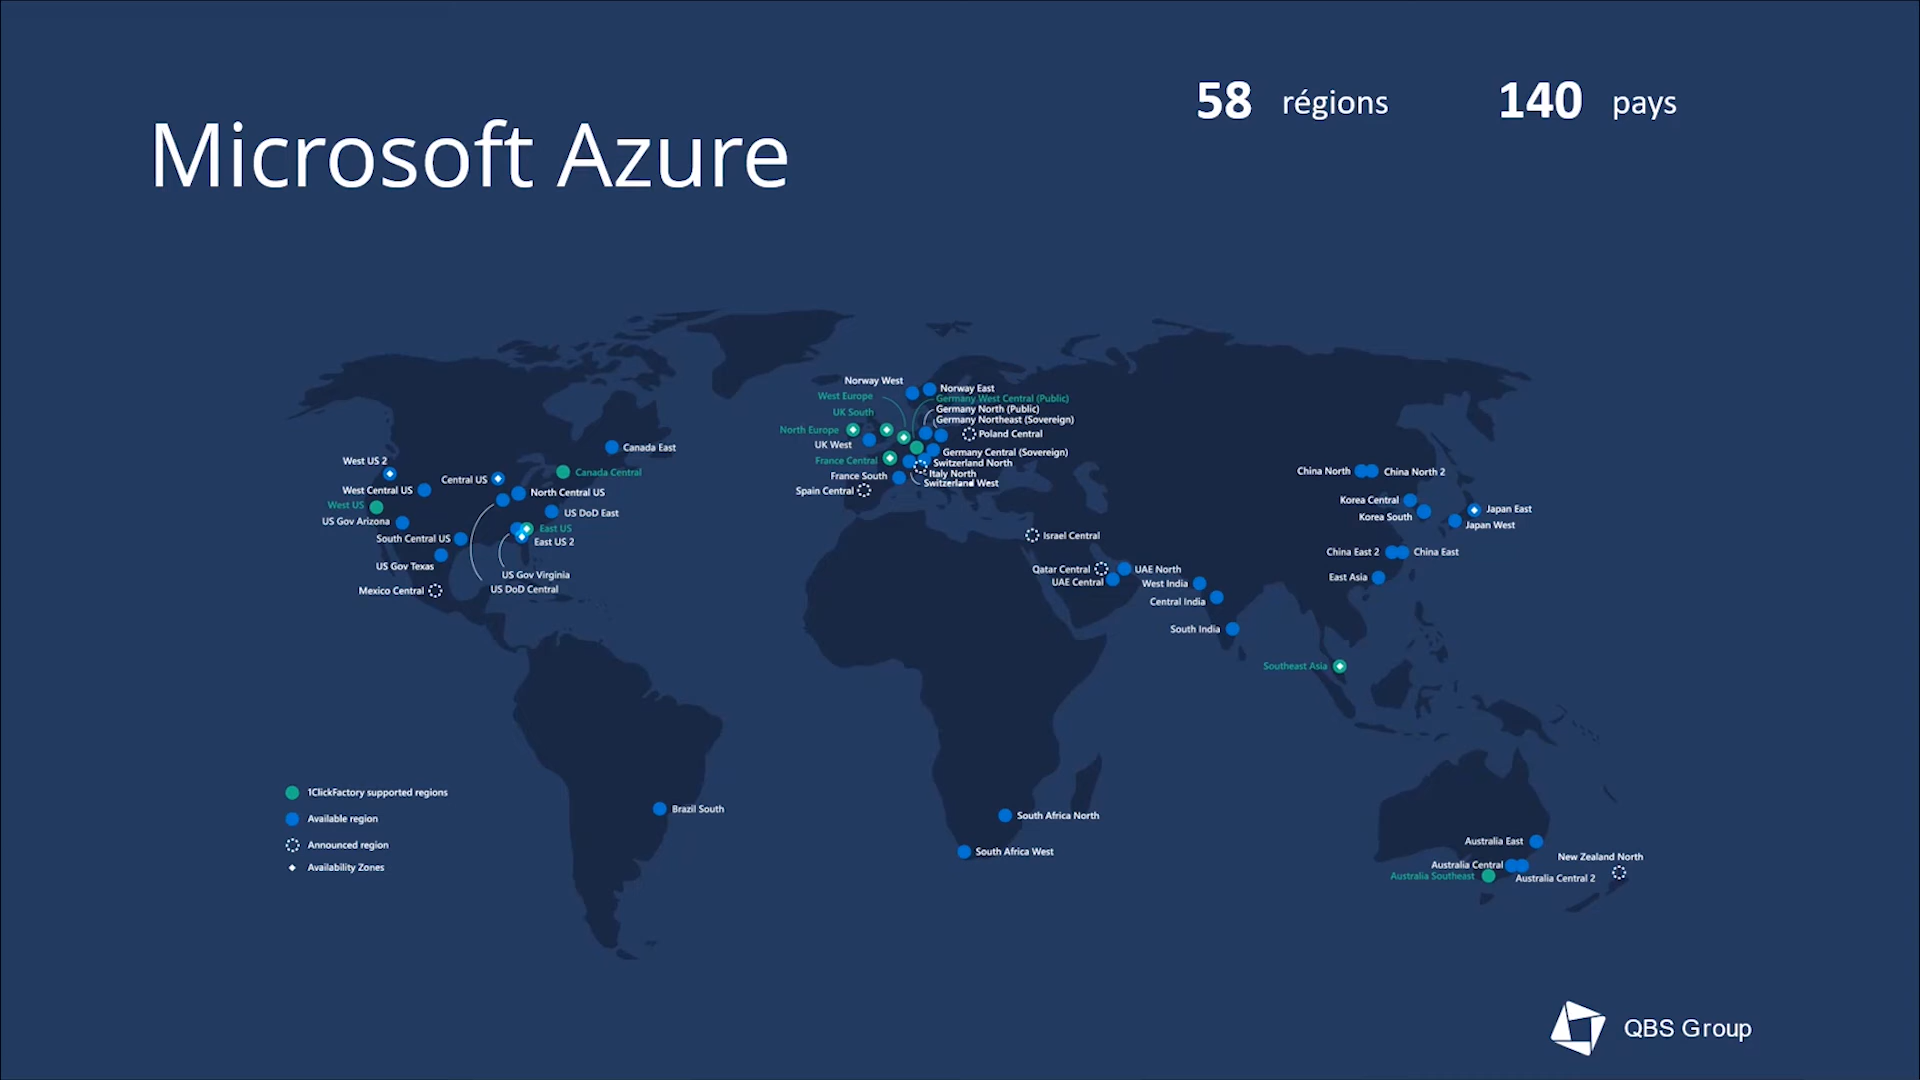 58 régions 140 pays
Microsoft Azure
Norway West
Norway East
West Europe
Germany West Central (Public)
UK South
Germany North (Public)
Germany Northeast (Sovereign)
North Europe
Poland Central
UK West
Germany Central (Sovereign)
France Central
Switzerland North
Italy North
France South
Switzerland West
Spain Central
Canada East
West US 2
Canada Central
Central US
West Central US
North Central US
West US
US DoD East
US Gov Arizona
East US
South Central US
East US 2
US Gov Texas
US Gov Virginia
Mexico Central
US DoD Central
China North
China North 2
Korea Central
Japan East
Korea South
Japan West
Israel Central
China East 2
China East
Qatar Central
UAE North
East Asia
UAE Central
West India
Central India
South India
Southeast Asia
1ClickFactory supported regions
Available region
Announced region
Availability Zones
Brazil South
South Africa North
South Africa West
Australia East
New Zealand North
Australia Central
Australia Southeast
Australia Central 2
QBS Group